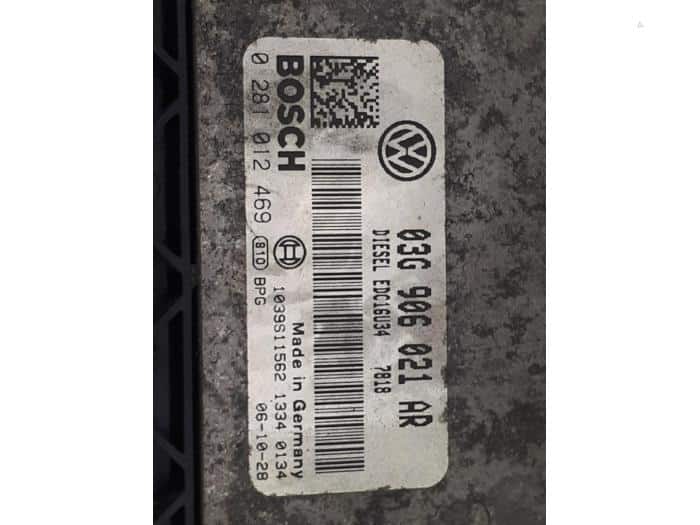 03G 906 021 AR
DIESEL EDC16U34 7818
BOSCH
0 281 012 469
810 BPG
Made in Germany
1039S11562 1334 0134
06-10-28